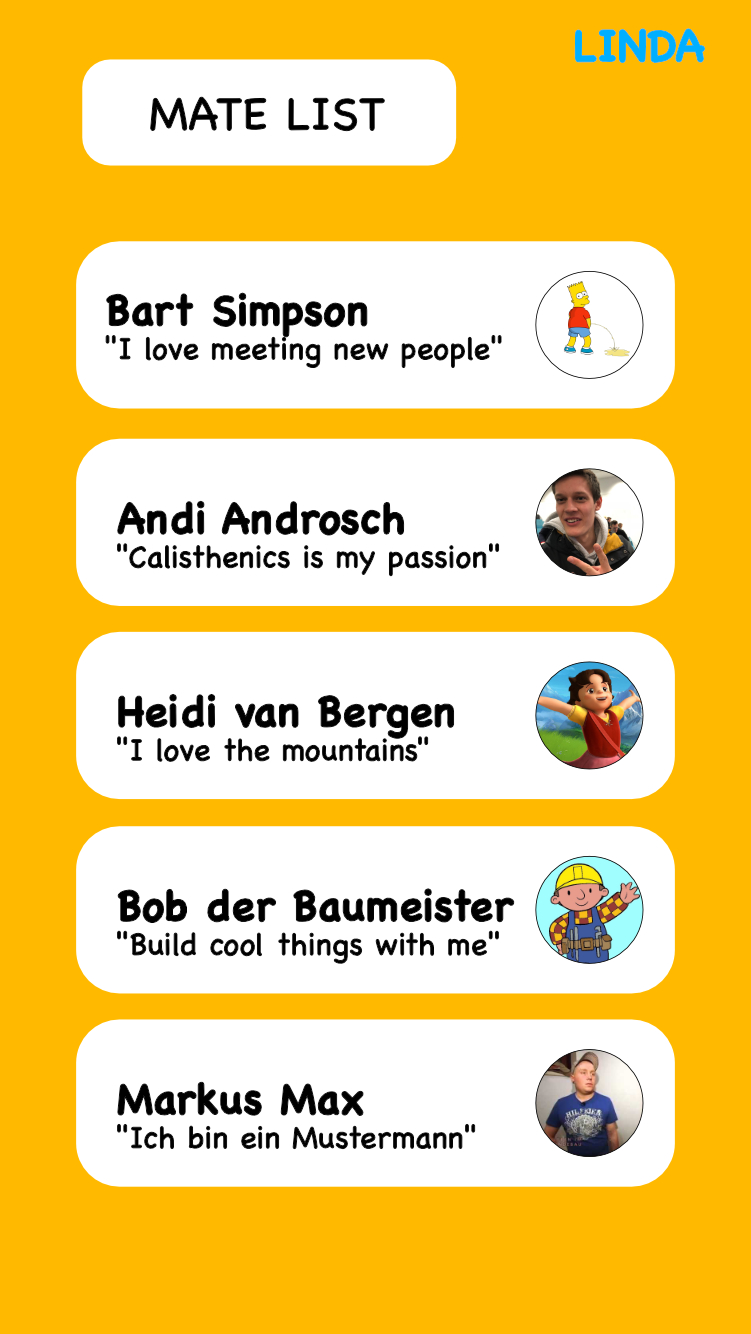 LINDA
MATE LIST
Bart Simpson
"I love meeting new people"
Andi Androsch
"Calisthenics is my passion"
Heidi van Bergen
"I love the mountains"
Bob der Baumeister
"Build cool things with me"
Markus Max
"Ich bin ein Mustermann"